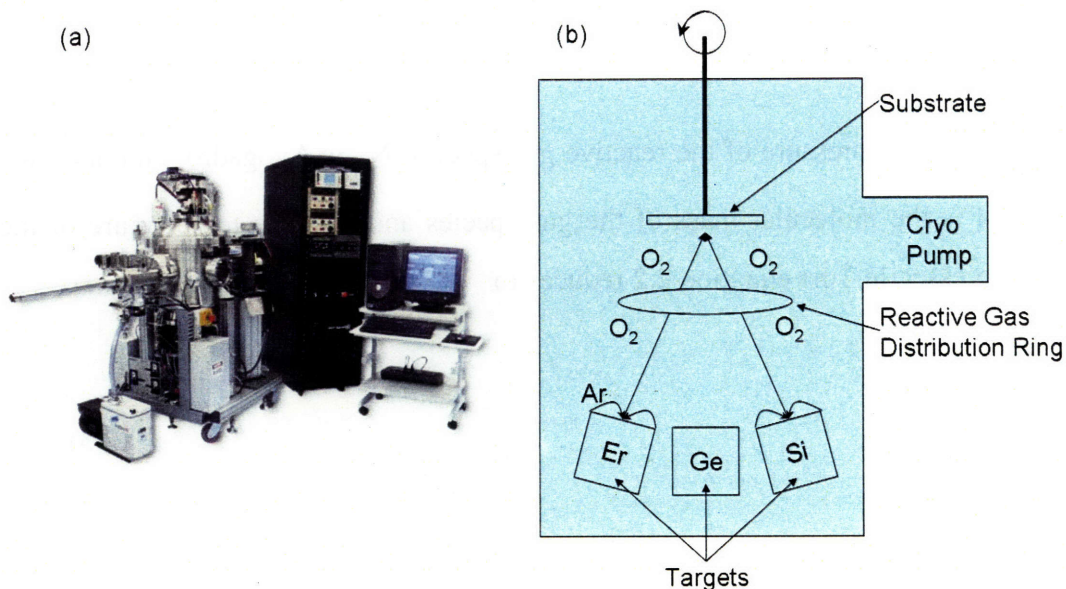 (a)
(b)
Substrate
Cryo
Pump
O₂ O₂
Reactive Gas
Distribution Ring
O₂ O₂
Ar
Er
Ge
Si
Targets